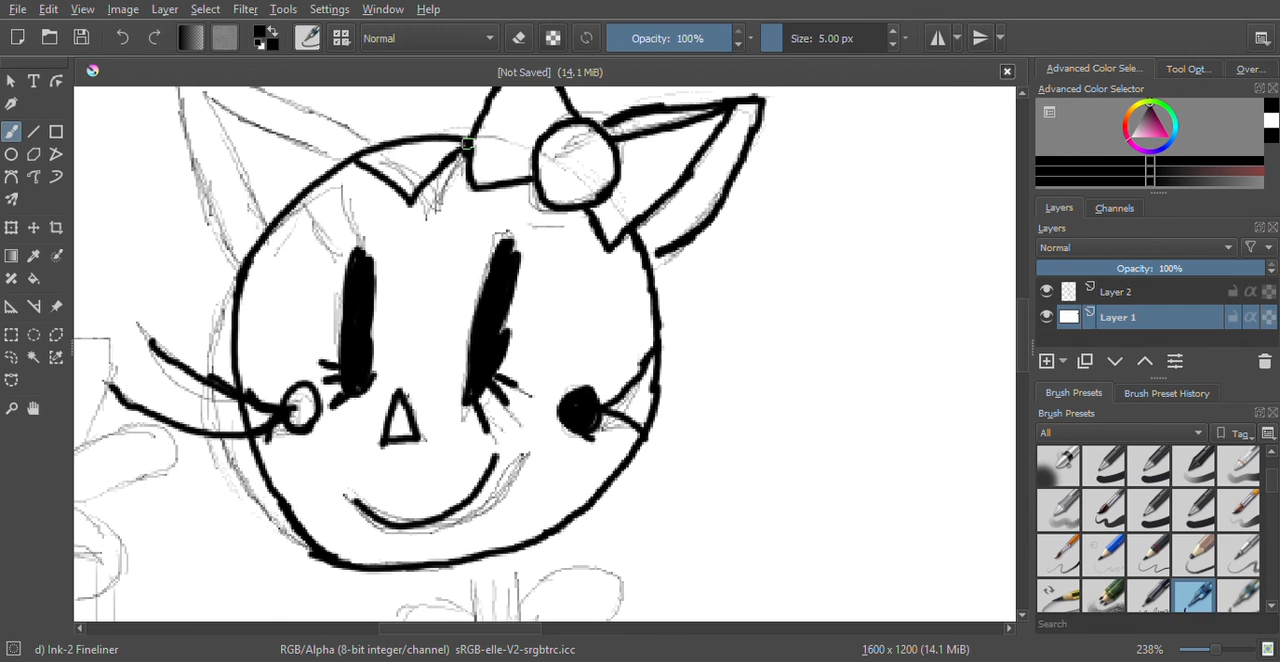 File Edit View Image Layer Select Filter Tools Settings Window Help
Normal Opacity: 100% Size: 5.00 px
[Not Saved] (14.1 MiB)
Advanced Color Sele... Tool Opt... Over...
Advanced Color Selector
Layers Channels
Layers
Normal
Opacity: 100%
Layer 2
Layer 1
Brush Presets Brush Preset History
Brush Presets
All Tag
Search
d) Ink-2 Fineliner RGB/Alpha (8-bit integer/channel) sRGB-elle-V2-srgbtrc.icc 1600 x 1200 (14.1 MiB) 238%